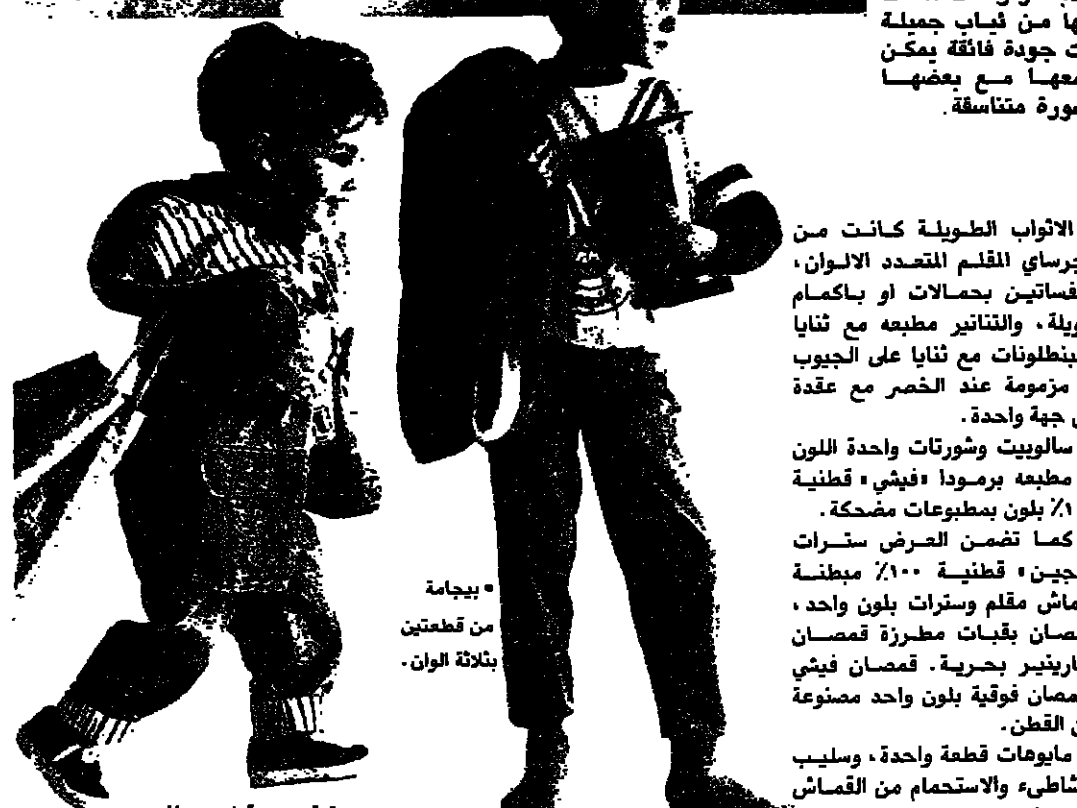 ها من ثياب جميلة
ت جودة فائقة يمكن
معها مع بعضها
صورة متناسقة.
الاثواب الطويلة كانت من
جرساي المقلم المتعدد الالوان،
فساتين بحمالات او باكمام
ويلة، والتنانير مطبعه مع ثنايا
لبنطلونات مع ثنايا على الجيوب
مزمومة عند الخصر مع عقدة
ى جهة واحدة.
سالوبيت وشورتات واحدة اللون
مطبعه برمودا «فيشي» قطنية
٪ بلون بمطبوعات مضحكة.
كما تضمن العرض سترات
جين» قطنية ١٠٠٪ مبطنة
ماش مقلم وسترات بلون واحد،
مصان بقبات مطرزة قمصان
ارينير بحرية. قمصان فيشي
مصان فوقية بلون واحد مصنوعة
ن القطن.
مايوهات قطعة واحدة، وسليب
شاطىء والاستحمام من القماش
▪ بيجامة
من قطعتين
بثلاثة الوان.